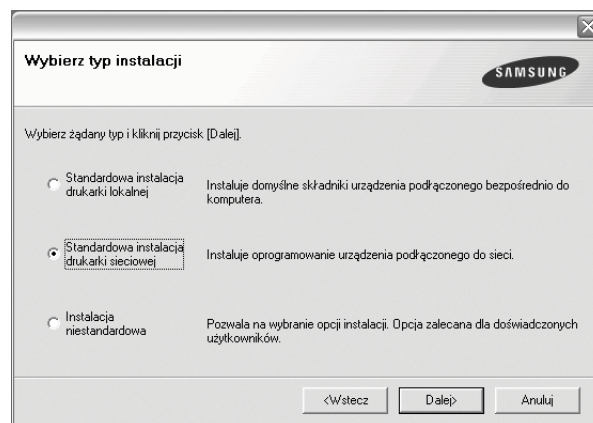 Wybierz typ instalacji
SAMSUNG
Wybierz żądany typ i kliknij przycisk [Dalej].
Standardowa instalacja
drukarki lokalnej
Instaluje domyślne składniki urządzenia podłączonego bezpośrednio do
komputera.
Standardowa instalacja
drukarki sieciowej
Instaluje oprogramowanie urządzenia podłączonego do sieci.
Instalacja
niestandardowa
Pozwala na wybranie opcji instalacji. Opcja zalecana dla doświadczonych
użytkowników.
<Wstecz
Dalej>
Anuluj